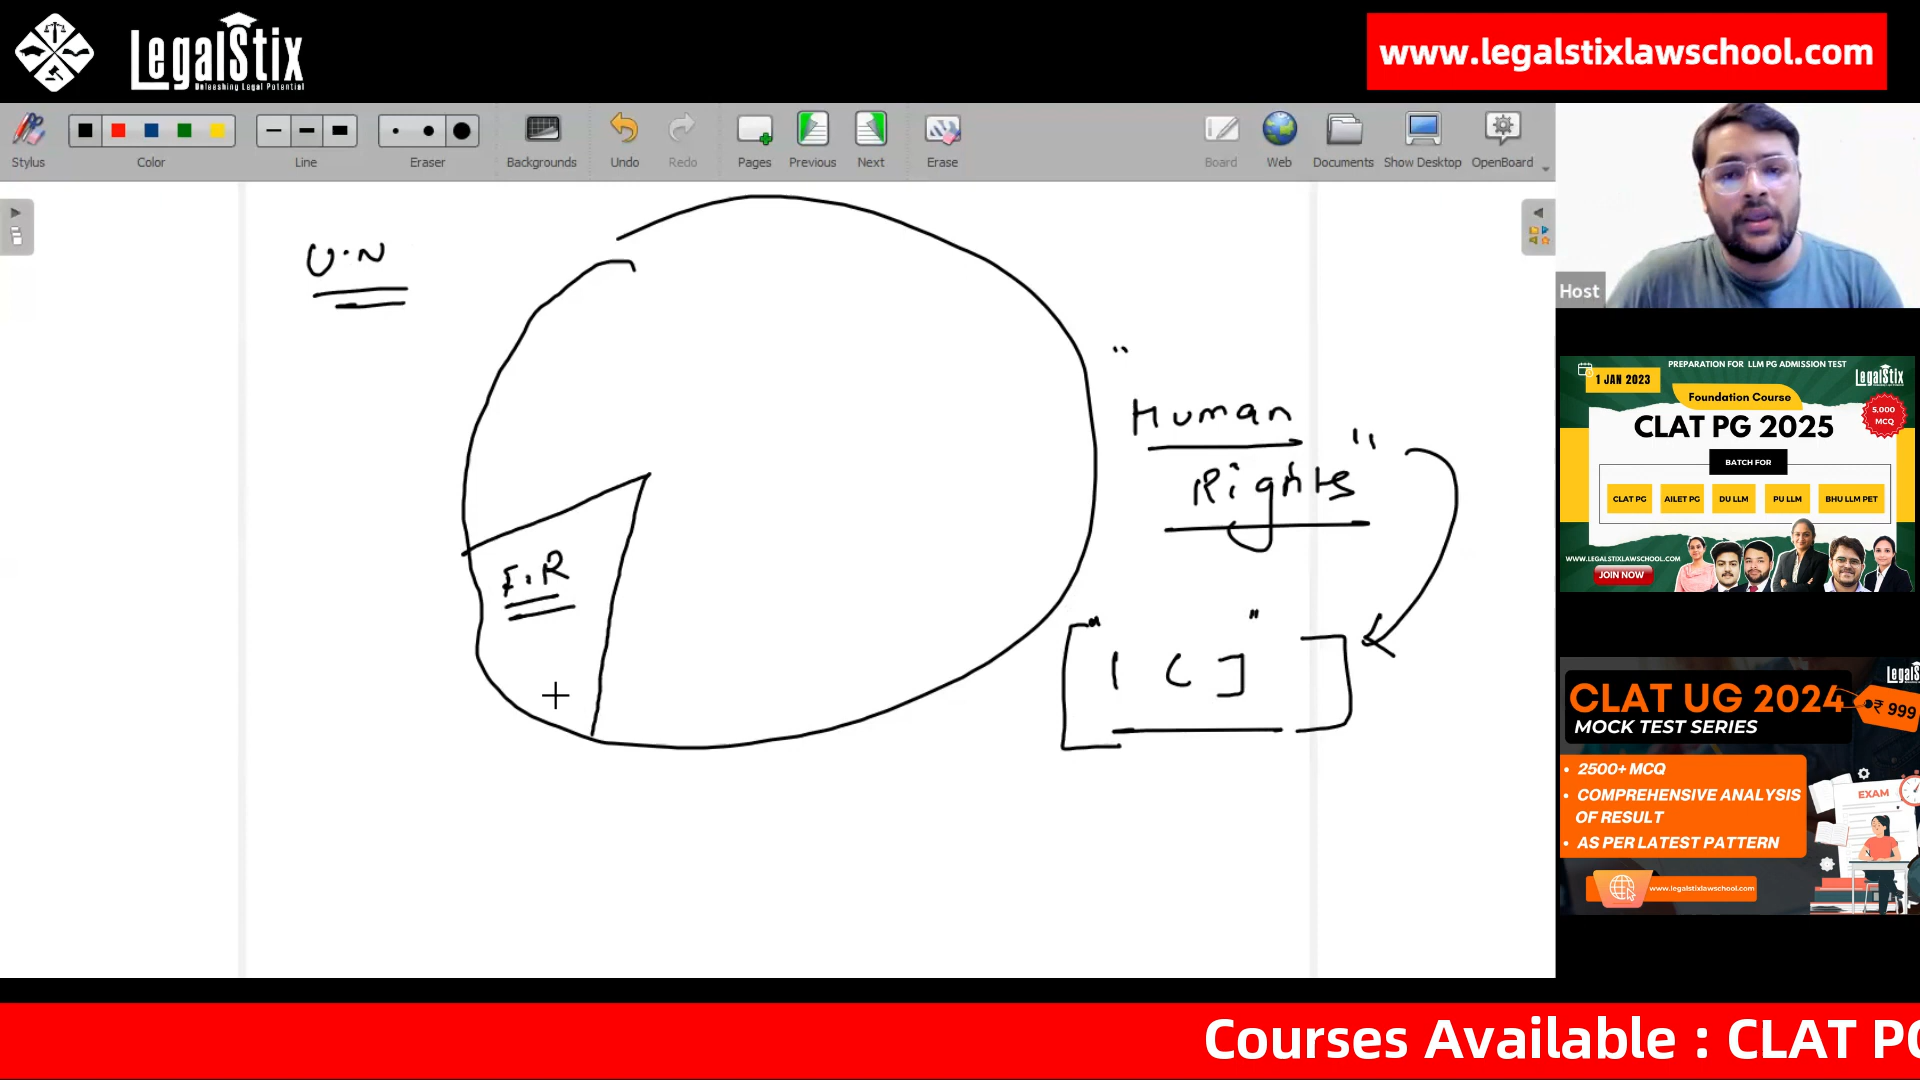 LegalStix
Unleashing Legal Potential
www.legalstixlawschool.com
Stylus
Color
Line
Eraser
Backgrounds
Undo
Redo
Pages
Previous
Next
Erase
Board
Web
Documents
Show Desktop
OpenBoard
U.N
"
Human
Rights"
F.R
" I C J "
Host
PREPARATION FOR LLM PG ADMISSION TEST
1 JAN 2023
LegalStix
Foundation Course
5,000
MCQ
CLAT PG 2025
BATCH FOR
CLAT PG
AILET PG
DU LLM
PU LLM
BHU LLM PET
WWW.LEGALSTIXLAWSCHOOL.COM
JOIN NOW
LegalS
CLAT UG 2024
₹ 999
MOCK TEST SERIES
• 2500+ MCQ
• COMPREHENSIVE ANALYSIS
OF RESULT
• AS PER LATEST PATTERN
EXAM
www.legalstixlawschool.com
Courses Available : CLAT PG